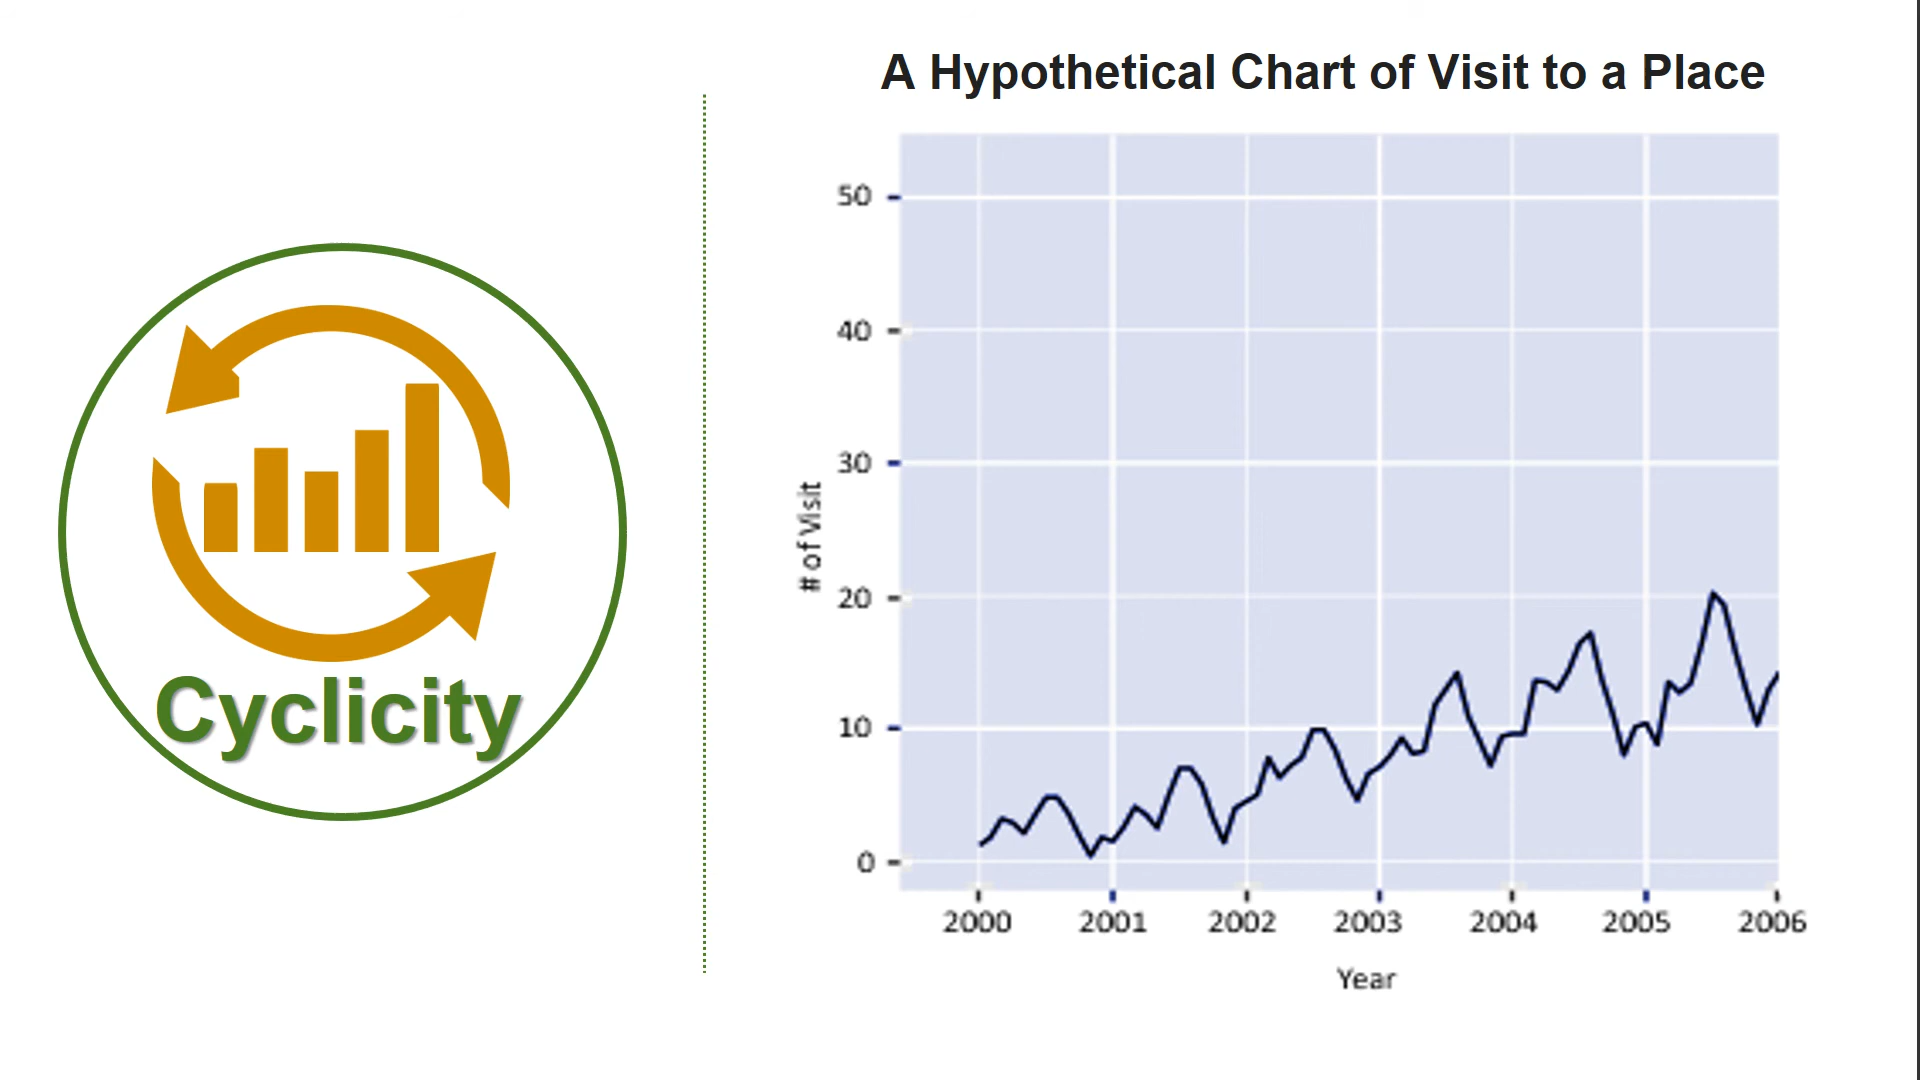 A Hypothetical Chart of Visit to a Place
Cyclicity
# of Visit
50
40
30
20
10
0
2000 2001 2002 2003 2004 2005 2006
Year